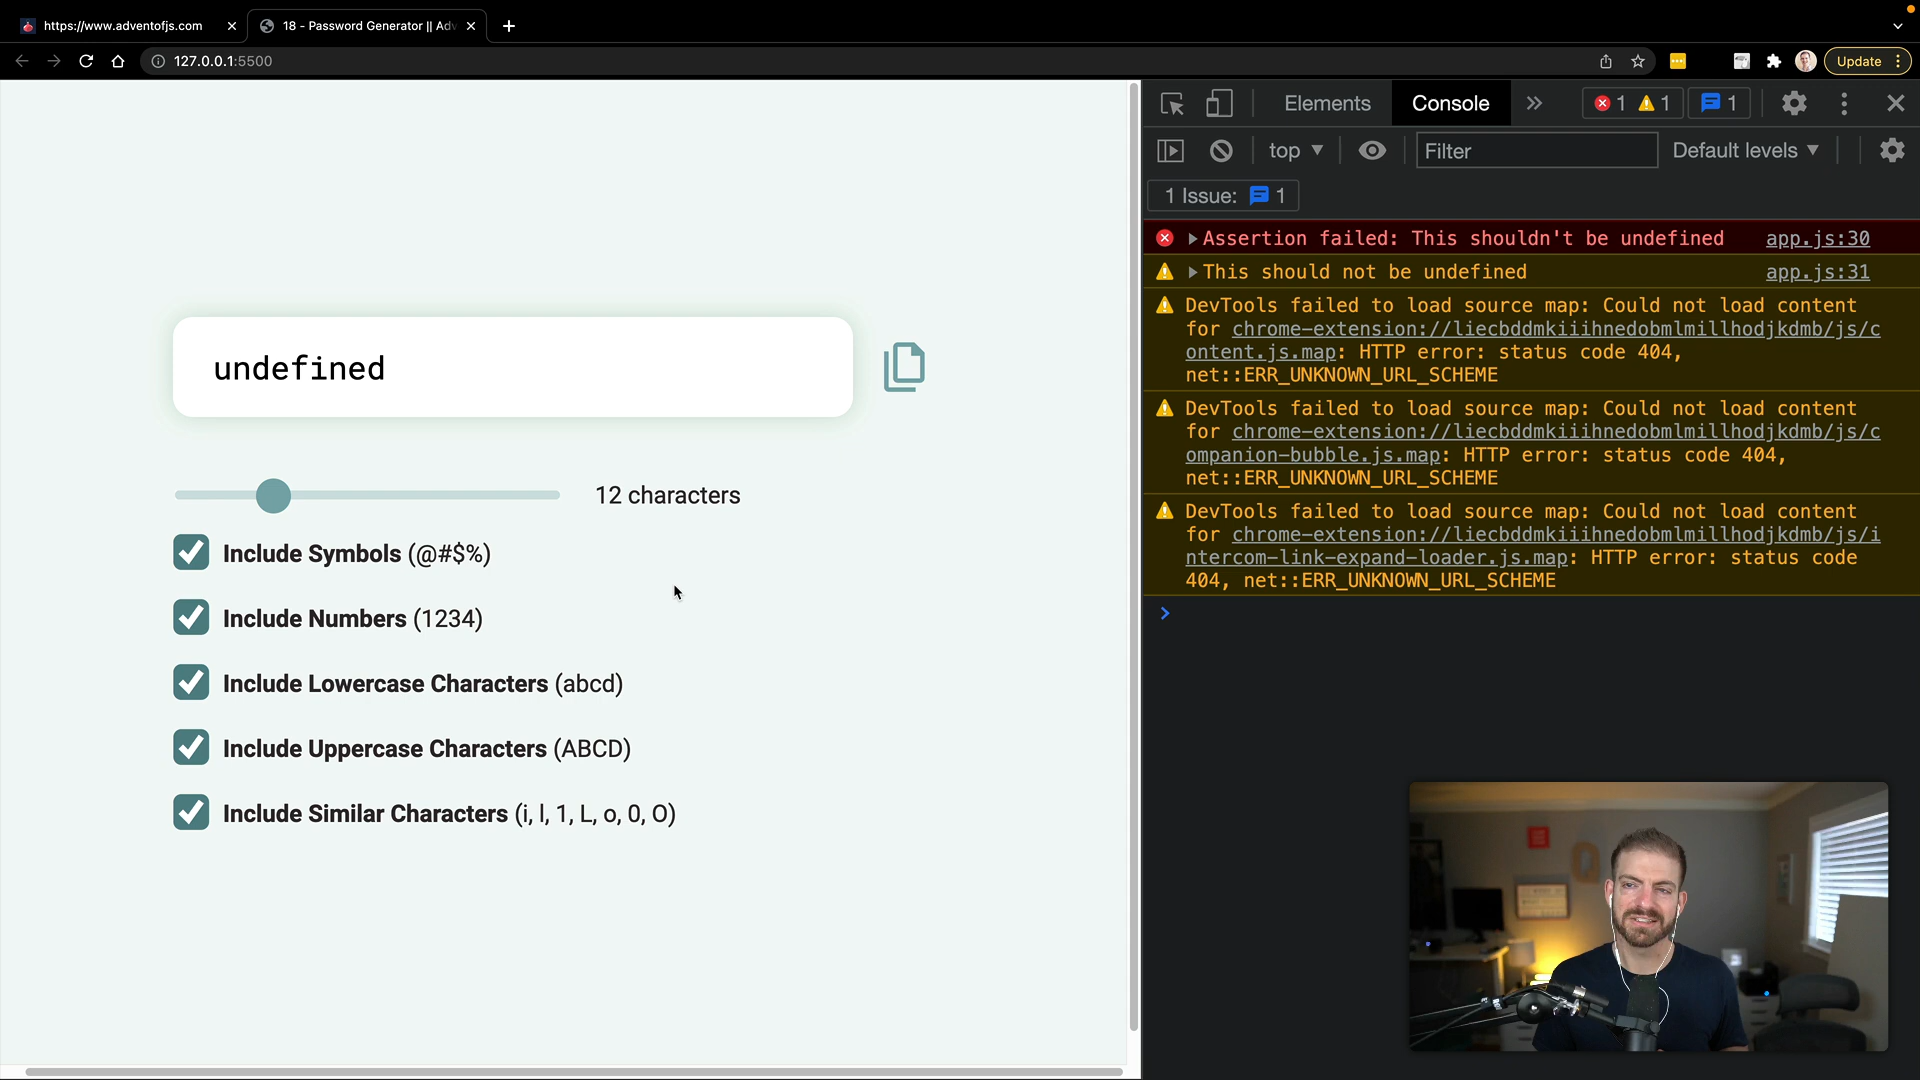 https://www.adventofjs.com
18 - Password Generator || Adv
127.0.0.1:5500
Update
Elements
Console
1
1
1
top
Filter
Default levels
1 Issue: 1
Assertion failed: This shouldn't be undefined app.js:30
This should not be undefined app.js:31
DevTools failed to load source map: Could not load content
for chrome-extension://liecbddmkiiihnedobmlmillhodjkdmb/js/c
ontent.js.map: HTTP error: status code 404,
net::ERR_UNKNOWN_URL_SCHEME
DevTools failed to load source map: Could not load content
for chrome-extension://liecbddmkiiihnedobmlmillhodjkdmb/js/c
ompanion-bubble.js.map: HTTP error: status code 404,
net::ERR_UNKNOWN_URL_SCHEME
DevTools failed to load source map: Could not load content
for chrome-extension://liecbddmkiiihnedobmlmillhodjkdmb/js/i
ntercom-link-expand-loader.js.map: HTTP error: status code
404, net::ERR_UNKNOWN_URL_SCHEME
undefined
12 characters
Include Symbols (@#$%)
Include Numbers (1234)
Include Lowercase Characters (abcd)
Include Uppercase Characters (ABCD)
Include Similar Characters (i, l, 1, L, o, 0, O)